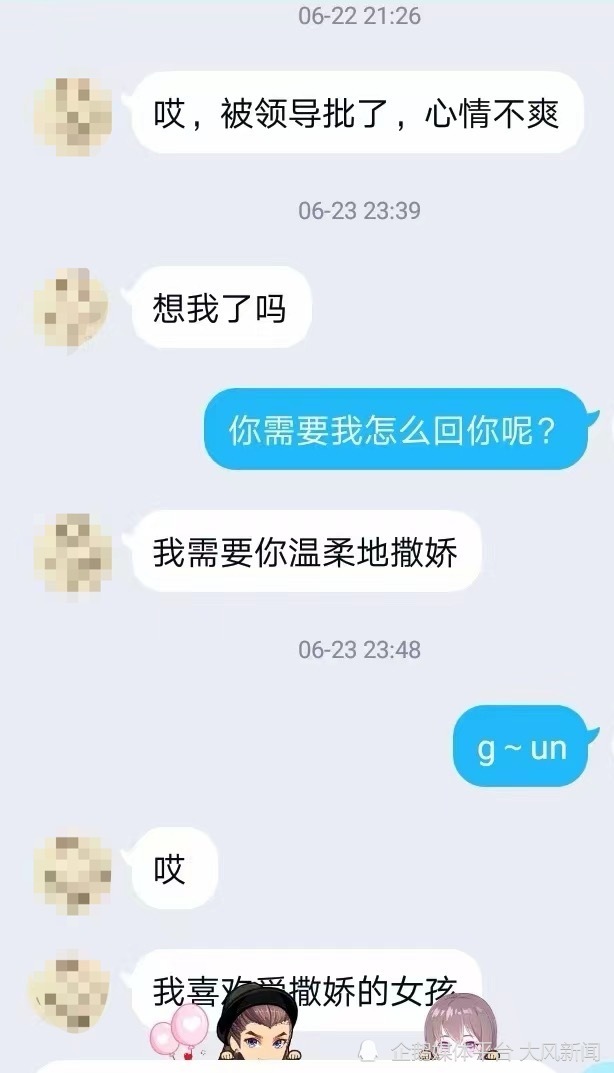 06-22 21:26
哎，被领导批了，心情不爽
06-23 23:39
想我了吗
你需要我怎么回你呢？
我需要你温柔地撒娇
06-23 23:48
g ~ un
哎
我喜欢爱撒娇的女孩
企鹅媒体平台 大风新闻